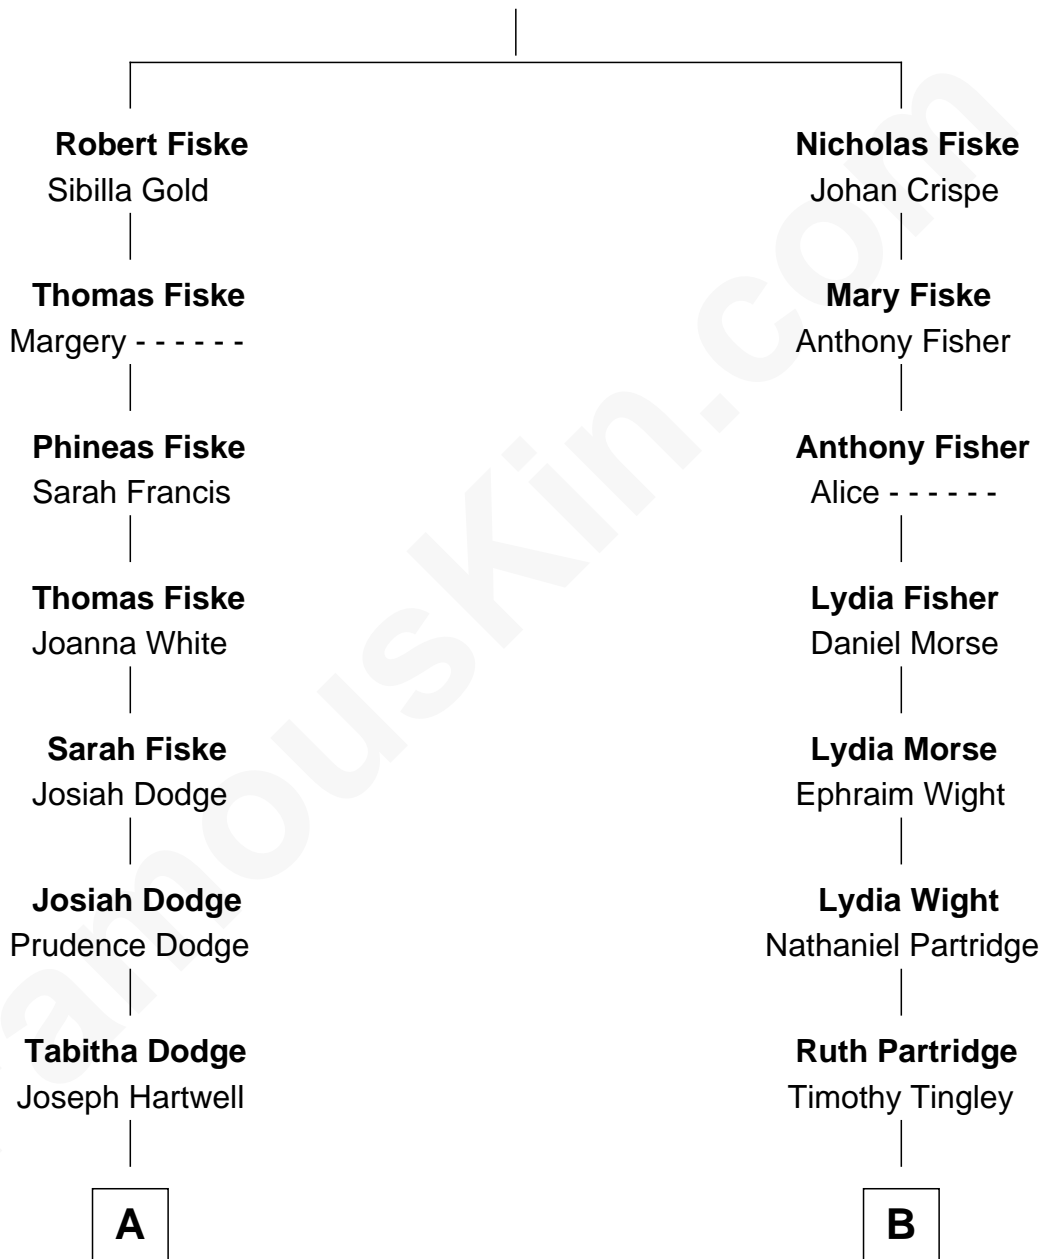 Robert Fiske
Sibilla Gold
Thomas Fiske
Margery - - - - - -
Phineas Fiske
Sarah Francis
Thomas Fiske
Joanna White
Sarah Fiske
Josiah Dodge
Josiah Dodge
Prudence Dodge
Tabitha Dodge
Joseph Hartwell
A
Nicholas Fiske
Johan Crispe
Mary Fiske
Anthony Fisher
Anthony Fisher
Alice - - - - - -
Lydia Fisher
Daniel Morse
Lydia Morse
Ephraim Wight
Lydia Wight
Nathaniel Partridge
Ruth Partridge
Timothy Tingley
B
amousKin.com